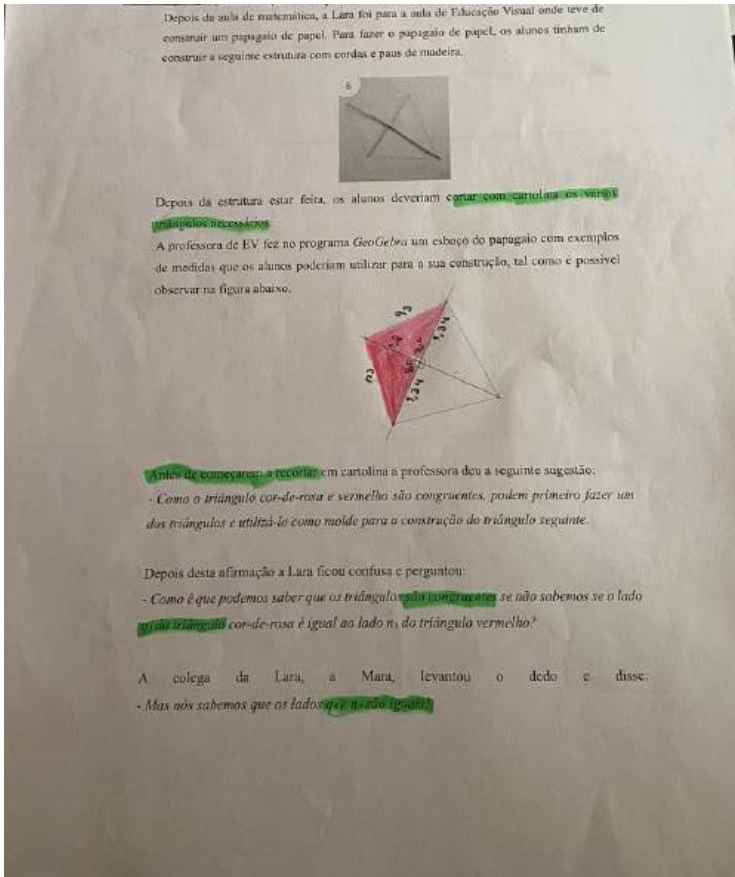 Depois da aula de matemática, a Lara foi para a aula de Educação Visual onde teve de
construir um papagaio de papel. Para fazer o papagaio de papel, os alunos tinham de
construir a seguinte estrutura com cordas e paus de madeira.
6
Depois da estrutura estar feita, os alunos deveriam cortar com cartolina os vários
triângulos necessários
A professora de EV fez no programa GeoGebra um esboço do papagaio com exemplos
de medidas que os alunos poderiam utilizar para a sua construção, tal como é possível
observar na figura abaixo.
q3
1,34
n3
1,34
Antes de começarem a recortar em cartolina a professora deu a seguinte sugestão:
- Como o triângulo cor-de-rosa e vermelho são congruentes, podem primeiro fazer um
dos triângulos e utilizá-lo como molde para a construção do triângulo seguinte.
Depois desta afirmação a Lara ficou confusa e perguntou:
- Como é que podemos saber que os triângulos são congruentes se não sabemos se o lado
q3 do triângulo cor-de-rosa é igual ao lado n3 do triângulo vermelho?
A colega da Lara, a Mara, levantou o dedo e disse:
- Mas nós sabemos que os lados q3 e n3 são iguais!